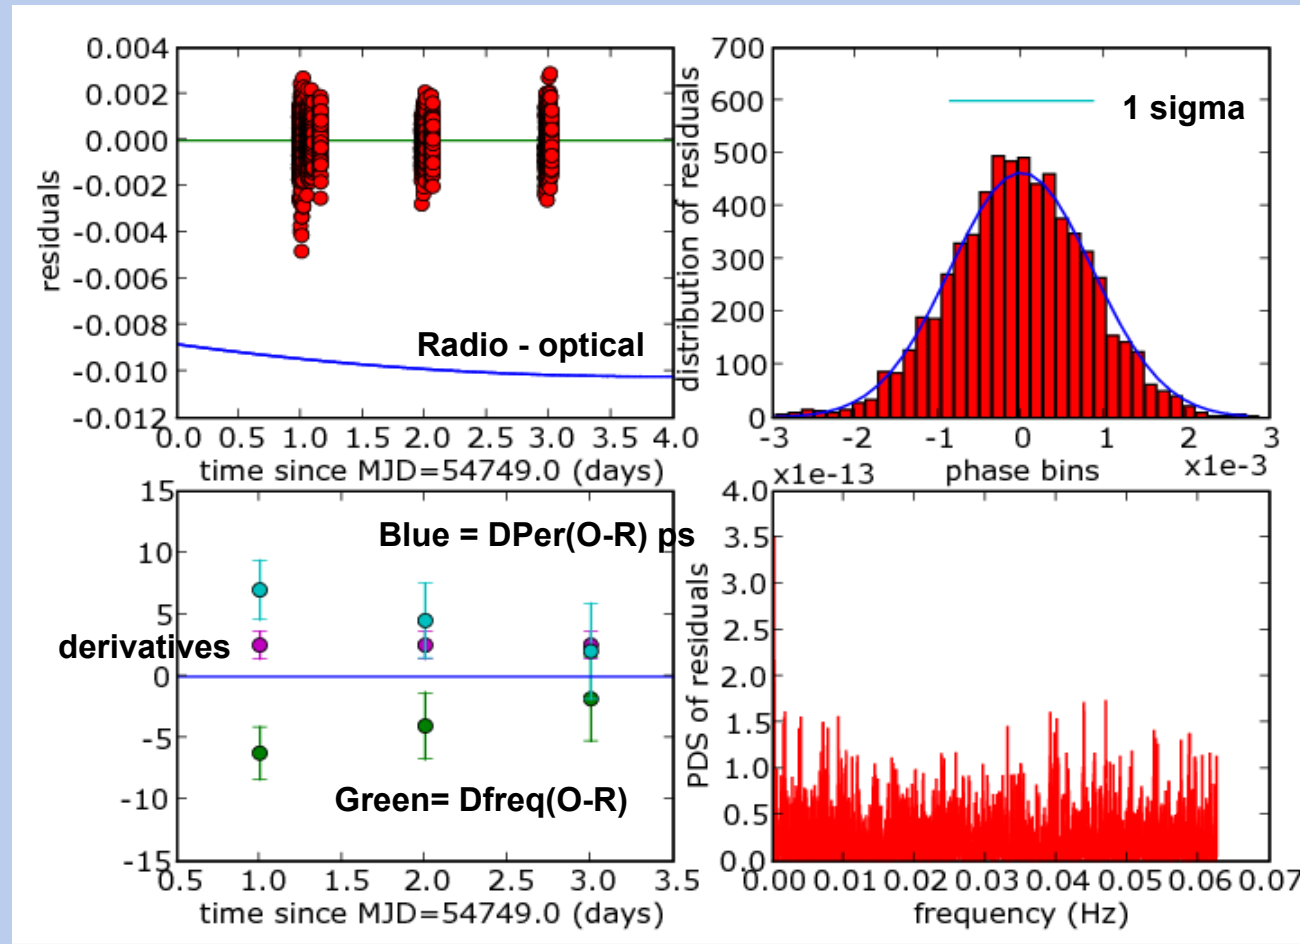 0.004
0.002
0.000
-0.002
-0.004
-0.006
-0.008
-0.010
-0.012
residuals
Radio - optical
0.0 0.5 1.0 1.5 2.0 2.5 3.0 3.5 4.0
time since MJD=54749.0 (days)
700
600
500
400
300
200
100
0
distribution of residuals
1 sigma
-3 -2 -1 0 1 2 3
phase bins
x1e-3
15
10
5
0
-5
-10
-15
derivatives
Blue = DPer(O-R) ps
Green= Dfreq(O-R)
0.5 1.0 1.5 2.0 2.5 3.0 3.5
time since MJD=54749.0 (days)
x1e-13
4.0
3.5
3.0
2.5
2.0
1.5
1.0
0.5
0.0
PDS of residuals
0.00 0.01 0.02 0.03 0.04 0.05 0.06 0.07
frequency (Hz)